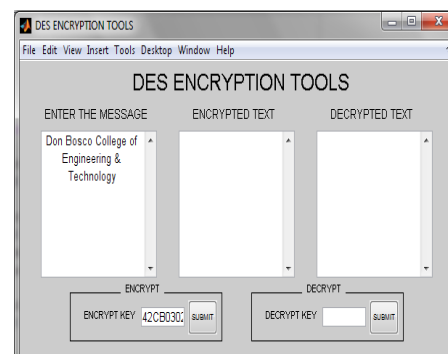 DES ENCRYPTION TOOLS
File Edit View Insert Tools Desktop Window Help
DES ENCRYPTION TOOLS
ENTER THE MESSAGE ENCRYPTED TEXT DECRYPTED TEXT
Don Bosco College of
Engineering &
Technology
ENCRYPT DECRYPT
ENCRYPT KEY 42CB0302 SUBMIT DECRYPT KEY SUBMIT